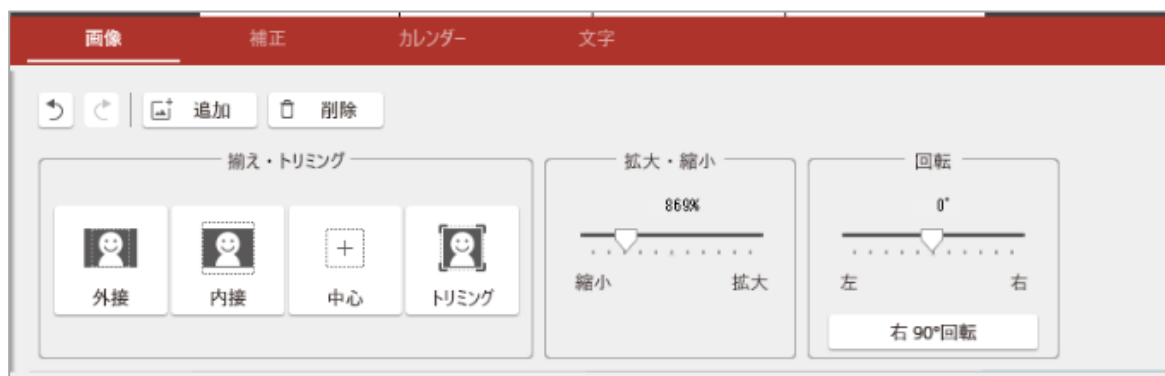 画像 補正 カレンダー 文字
追加 削除
揃え・トリミング 拡大・縮小 回転
869% 0°
外接 内接 中心 トリミング
縮小 拡大 左 右
右 90°回転